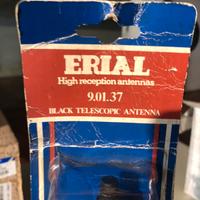 ERIAL
High reception antennas
9.01.37
BLACK TELESCOPIC ANTENNA